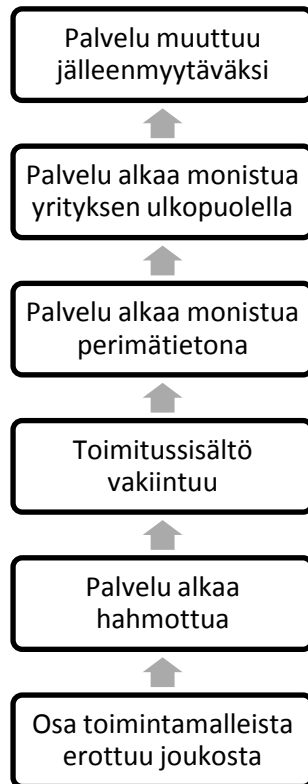 Palvelu muuttuu
jälleenmyytäväksi
Palvelu alkaa monistua
yrityksen ulkopuolella
Palvelu alkaa monistua
perimätietona
Toimitussisältö
vakiintuu
Palvelu alkaa
hahmottua
Osa toimintamalleista
erottuu joukosta